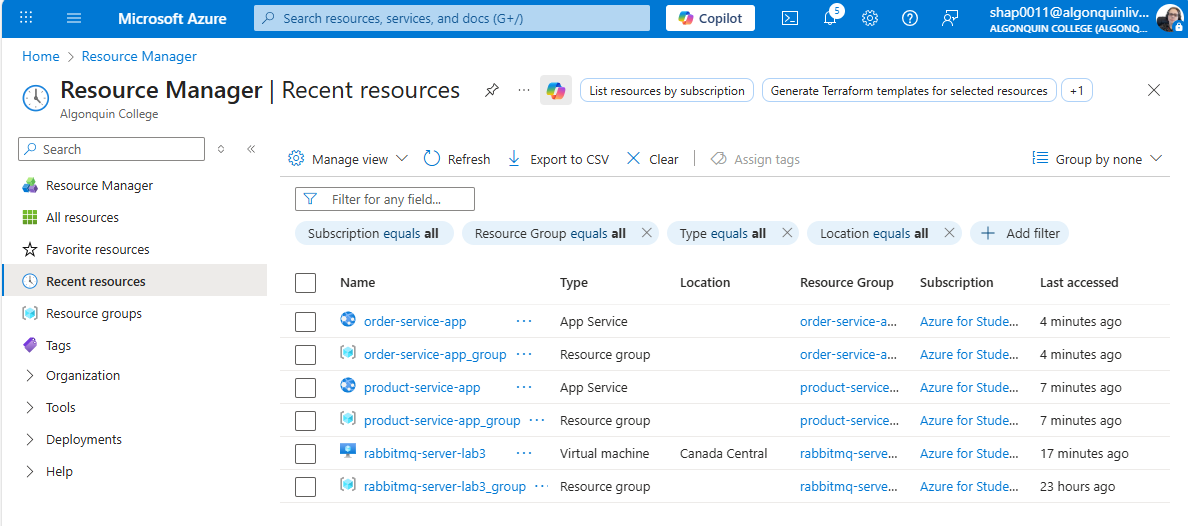 Microsoft Azure
Search resources, services, and docs (G+/)
Copilot
5
shap0011@algonquinliv...
ALGONQUIN COLLEGE (ALGONQ...
Home > Resource Manager
Resource Manager | Recent resources
Algonquin College
...
List resources by subscription
Generate Terraform templates for selected resources
+1
Search
Resource Manager
All resources
Favorite resources
Recent resources
Resource groups
Tags
Organization
Tools
Deployments
Help
Manage view
Refresh
Export to CSV
Clear
Assign tags
Group by none
Filter for any field...
Subscription equals all
Resource Group equals all
Type equals all
Location equals all
Add filter
Name Type Location Resource Group Subscription Last accessed
order-service-app ... App Service order-service-a... Azure for Stude... 4 minutes ago
order-service-app_group ... Resource group order-service-a... Azure for Stude... 4 minutes ago
product-service-app ... App Service product-service... Azure for Stude... 7 minutes ago
product-service-app_group ... Resource group product-service... Azure for Stude... 7 minutes ago
rabbitmq-server-lab3 ... Virtual machine Canada Central rabbitmq-serve... Azure for Stude... 17 minutes ago
rabbitmq-server-lab3_group ... Resource group rabbitmq-serve... Azure for Stude... 23 hours ago